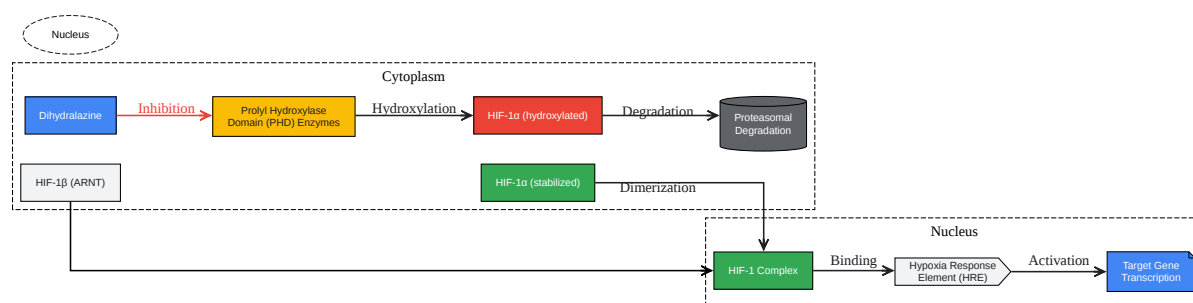 Nucleus
Cytoplasm
Dihydralazine
Inhibition
Prolyl Hydroxylase
Domain (PHD) Enzymes
Hydroxylation
HIF-1α (hydroxylated)
Degradation
Proteasomal
Degradation
HIF-1β (ARNT)
HIF-1α (stabilized)
Dimerization
Nucleus
HIF-1 Complex
Binding
Hypoxia Response
Element (HRE)
Activation
Target Gene
Transcription